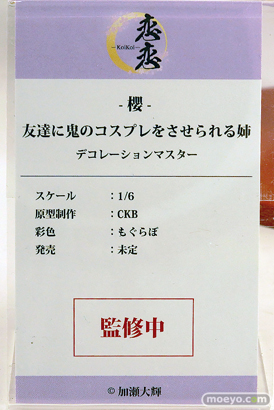 恋恋
-KoiKoi-
- 櫻 -
友達に鬼のコスプレをさせられる姉
デコレーションマスター
スケール ：1/6
原型制作 ：CKB
彩色 ：もぐらぼ
発売 ：未定
監修中
© 加瀬大輝
moeyo.com